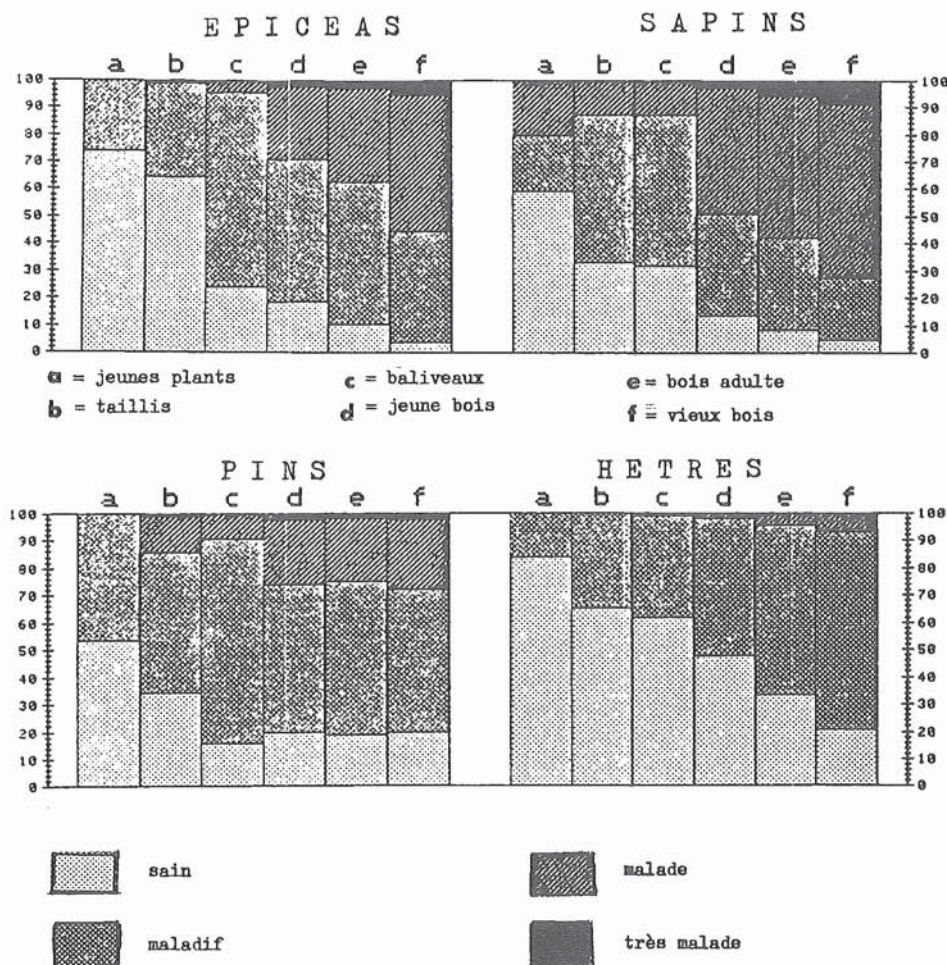 EPICEAS
SAPINS
a b c d e f
a b c d e f
100 100
90 90
80 80
70 70
60 60
50 50
40 40
30 30
20 20
10 10
0 0
a = jeunes plants
c = baliveaux
e = bois adulte
b = taillis
d = jeune bois
f = vieux bois
PINS
HETRES
a b c d e f
a b c d e f
100 100
90 90
80 80
70 70
60 60
50 50
40 40
30 30
20 20
10 10
0 0
sain
malade
maladif
très malade